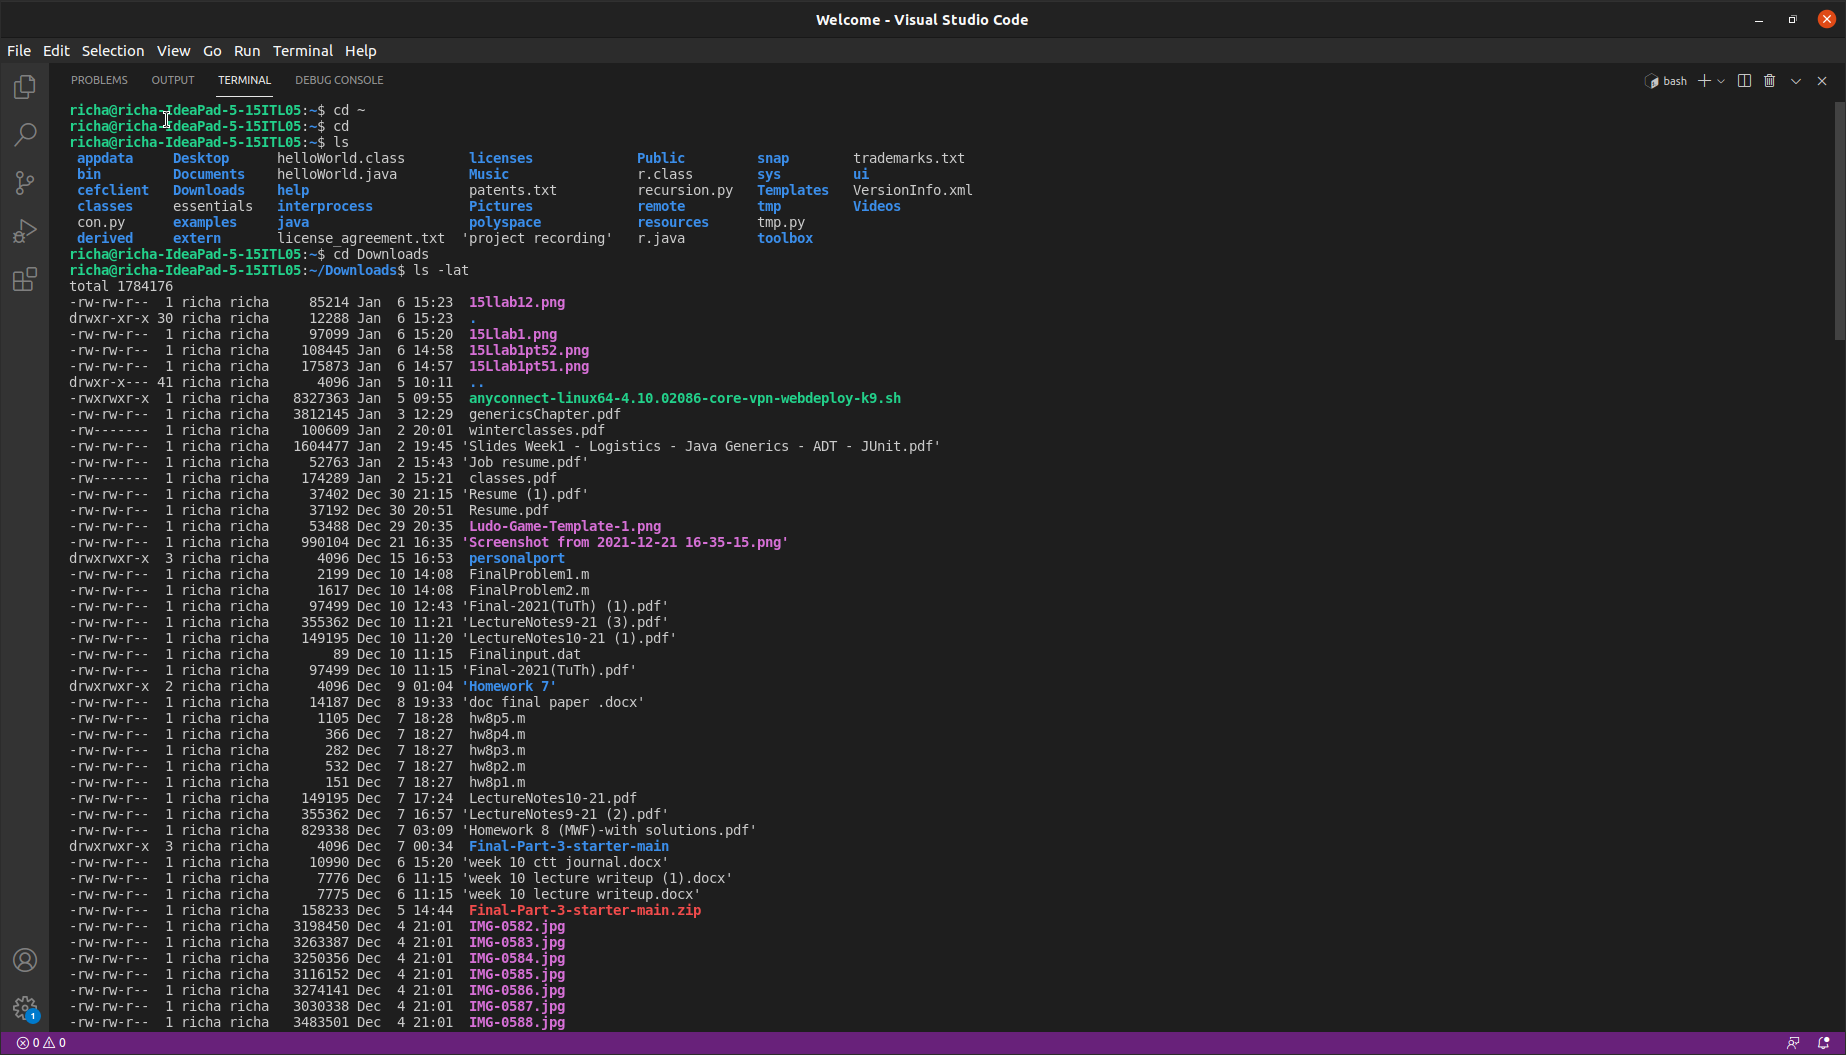 Welcome - Visual Studio Code
File Edit Selection View Go Run Terminal Help
PROBLEMS OUTPUT TERMINAL DEBUG CONSOLE bash
richa@richa-IdeaPad-5-15ITL05:~$ cd ~
richa@richa-IdeaPad-5-15ITL05:~$ cd
richa@richa-IdeaPad-5-15ITL05:~$ ls
appdata Desktop helloWorld.class licenses Public snap trademarks.txt
bin Documents helloWorld.java Music r.class sys ui
cefclient Downloads help patents.txt recursion.py Templates VersionInfo.xml
classes essentials interprocess Pictures remote tmp Videos
con.py examples java polyspace resources tmp.py
derived extern license_agreement.txt 'project recording' r.java toolbox
richa@richa-IdeaPad-5-15ITL05:~$ cd Downloads
richa@richa-IdeaPad-5-15ITL05:~/Downloads$ ls -lat
total 1784176
-rw-rw-r-- 1 richa richa 85214 Jan 6 15:23 15llab12.png
drwxr-xr-x 30 richa richa 12288 Jan 6 15:23 .
-rw-rw-r-- 1 richa richa 97099 Jan 6 15:20 15Llab1.png
-rw-rw-r-- 1 richa richa 108445 Jan 6 14:58 15Llab1pt52.png
-rw-rw-r-- 1 richa richa 175873 Jan 6 14:57 15Llab1pt51.png
drwxr-x--- 41 richa richa 4096 Jan 5 10:11 ..
-rwxrwxr-x 1 richa richa 8327363 Jan 5 09:55 anyconnect-linux64-4.10.02086-core-vpn-webdeploy-k9.sh
-rw-rw-r-- 1 richa richa 3812145 Jan 3 12:29 genericsChapter.pdf
-rw------- 1 richa richa 100609 Jan 2 20:01 winterclasses.pdf
-rw-rw-r-- 1 richa richa 1604477 Jan 2 19:45 'Slides Week1 - Logistics - Java Generics - ADT - JUnit.pdf'
-rw-rw-r-- 1 richa richa 52763 Jan 2 15:43 'Job resume.pdf'
-rw------- 1 richa richa 174289 Jan 2 15:21 classes.pdf
-rw-rw-r-- 1 richa richa 37402 Dec 30 21:15 'Resume (1).pdf'
-rw-rw-r-- 1 richa richa 37192 Dec 30 20:51 Resume.pdf
-rw-rw-r-- 1 richa richa 53488 Dec 29 20:35 Ludo-Game-Template-1.png
-rw-rw-r-- 1 richa richa 990104 Dec 21 16:35 'Screenshot from 2021-12-21 16-35-15.png'
drwxrwxr-x 3 richa richa 4096 Dec 15 16:53 personalport
-rw-rw-r-- 1 richa richa 2199 Dec 10 14:08 FinalProblem1.m
-rw-rw-r-- 1 richa richa 1617 Dec 10 14:08 FinalProblem2.m
-rw-rw-r-- 1 richa richa 97499 Dec 10 12:43 'Final-2021(TuTh) (1).pdf'
-rw-rw-r-- 1 richa richa 355362 Dec 10 11:21 'LectureNotes9-21 (3).pdf'
-rw-rw-r-- 1 richa richa 149195 Dec 10 11:20 'LectureNotes10-21 (1).pdf'
-rw-rw-r-- 1 richa richa 89 Dec 10 11:15 Finalinput.dat
-rw-rw-r-- 1 richa richa 97499 Dec 10 11:15 'Final-2021(TuTh).pdf'
drwxrwxr-x 2 richa richa 4096 Dec 9 01:04 'Homework 7'
-rw-rw-r-- 1 richa richa 14187 Dec 8 19:33 'doc final paper .docx'
-rw-rw-r-- 1 richa richa 1105 Dec 7 18:28 hw8p5.m
-rw-rw-r-- 1 richa richa 366 Dec 7 18:27 hw8p4.m
-rw-rw-r-- 1 richa richa 282 Dec 7 18:27 hw8p3.m
-rw-rw-r-- 1 richa richa 532 Dec 7 18:27 hw8p2.m
-rw-rw-r-- 1 richa richa 151 Dec 7 18:27 hw8p1.m
-rw-rw-r-- 1 richa richa 149195 Dec 7 17:24 LectureNotes10-21.pdf
-rw-rw-r-- 1 richa richa 355362 Dec 7 16:57 'LectureNotes9-21 (2).pdf'
-rw-rw-r-- 1 richa richa 829338 Dec 7 03:09 'Homework 8 (MWF)-with solutions.pdf'
drwxrwxr-x 3 richa richa 4096 Dec 7 00:34 Final-Part-3-starter-main
-rw-rw-r-- 1 richa richa 10990 Dec 6 15:20 'week 10 ctt journal.docx'
-rw-rw-r-- 1 richa richa 7776 Dec 6 11:15 'week 10 lecture writeup (1).docx'
-rw-rw-r-- 1 richa richa 7775 Dec 6 11:15 'week 10 lecture writeup.docx'
-rw-rw-r-- 1 richa richa 158233 Dec 5 14:44 Final-Part-3-starter-main.zip
-rw-rw-r-- 1 richa richa 3198450 Dec 4 21:01 IMG-0582.jpg
-rw-rw-r-- 1 richa richa 3263387 Dec 4 21:01 IMG-0583.jpg
-rw-rw-r-- 1 richa richa 3250356 Dec 4 21:01 IMG-0584.jpg
-rw-rw-r-- 1 richa richa 3116152 Dec 4 21:01 IMG-0585.jpg
-rw-rw-r-- 1 richa richa 3274141 Dec 4 21:01 IMG-0586.jpg
-rw-rw-r-- 1 richa richa 3030338 Dec 4 21:01 IMG-0587.jpg
-rw-rw-r-- 1 richa richa 3483501 Dec 4 21:01 IMG-0588.jpg
1
0 0